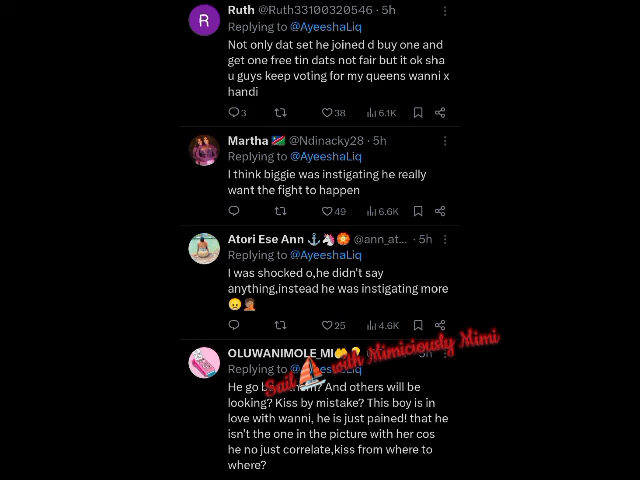 R
Ruth @Ruth33100320546 · 5h
Replying to @AyeeshaLiq
Not only dat set he joined d buy one and
get one free tin dats not fair but it ok sha
u guys keep voting for my queens wanni x
handi
3 38 6.1K
Martha 🇳🇦 @Ndinacky28 · 5h
Replying to @AyeeshaLiq
I think biggie was instigating he really
want the fight to happen
49 6.6K
Atori Ese Ann ⚓🦄🏵️ @ann_at... · 5h
Replying to @AyeeshaLiq
I was shocked o,he didn't say
anything,instead he was instigating more
😠🤦
25 4.6K
OLUWANIMOLE_MI 5h
Sail ⛵ with Mimiciously Mimi
Replying to
He go ? And others will be
looking? Kiss by mistake? This boy is in
love with wanni, he is just pained! that he
isn't the one in the picture with her cos
he no just correlate,kiss from where to
where?